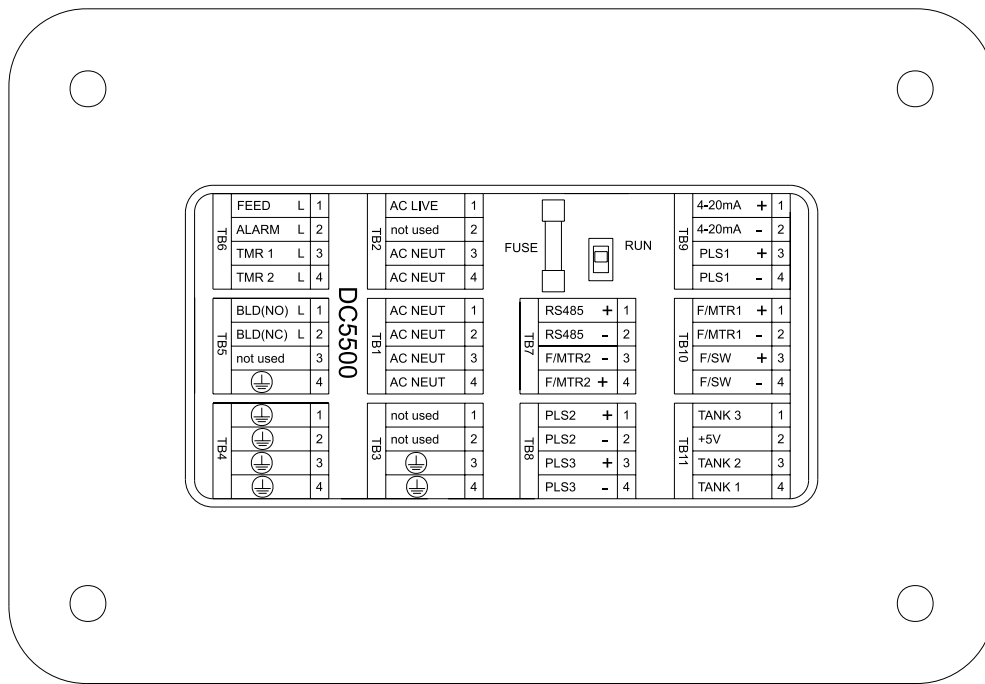 TB6
FEED L 1
ALARM L 2
TMR 1 L 3
TMR 2 L 4
TB5
BLD(NO) L 1
BLD(NC) L 2
not used 3
4
TB4
1
2
3
4
DC5500
TB2
AC LIVE 1
not used 2
AC NEUT 3
AC NEUT 4
TB1
AC NEUT 1
AC NEUT 2
AC NEUT 3
AC NEUT 4
TB3
not used 1
not used 2
3
4
FUSE
RUN
TB7
RS485 + 1
RS485 - 2
F/MTR2 - 3
F/MTR2 + 4
TB8
PLS2 + 1
PLS2 - 2
PLS3 + 3
PLS3 - 4
TB9
4-20mA + 1
4-20mA - 2
PLS1 + 3
PLS1 - 4
TB10
F/MTR1 + 1
F/MTR1 - 2
F/SW + 3
F/SW - 4
TB11
TANK 3 1
+5V 2
TANK 2 3
TANK 1 4